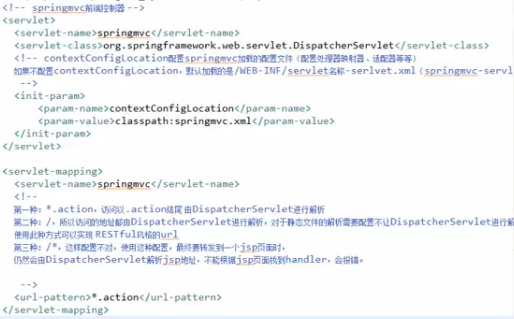 <!-- springmvc前端控制器 -->
<servlet>
<servlet-name>springmvc</servlet-name>
<servlet-class>org.springframework.web.servlet.DispatcherServlet</servlet-class>
<!-- contextConfigLocation配置springmvc加载的配置文件（配置处理器映射器、适配器等等）
如果不配置contextConfigLocation，默认加载的是/WEB-INF/servlet名称-serlvet.xml（springmvc-servl
-->
<init-param>
<param-name>contextConfigLocation</param-name>
<param-value>classpath:springmvc.xml</param-value>
</init-param>
</servlet>
<servlet-mapping>
<servlet-name>springmvc</servlet-name>
<!--
第一种：*.action，访问以.action结尾 由DispatcherServlet进行解析
第二种：/，所以访问的地址都由DispatcherServlet进行解析，对于静态文件的解析需要配置不让DispatcherServlet进行解
使用此种方式可以实现 RESTful风格的url
第三种：/*，这样配置不对，使用这种配置，最终要转发到一个jsp页面时，
仍然会由DispatcherServlet解析jsp地址，不能根据jsp页面找到handler，会报错。
-->
<url-pattern>*.action</url-pattern>
</servlet-mapping>